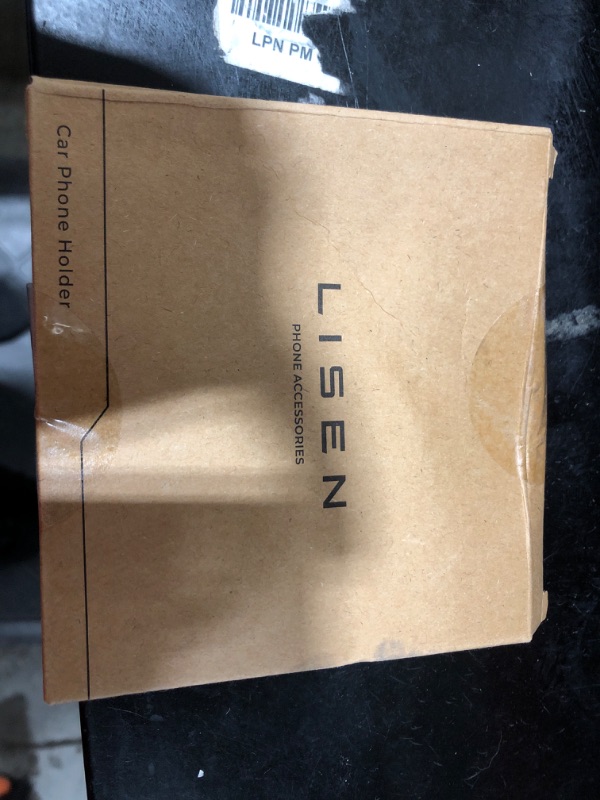 LPN PM
Car Phone Holder
LISEN
PHONE ACCESSORIES